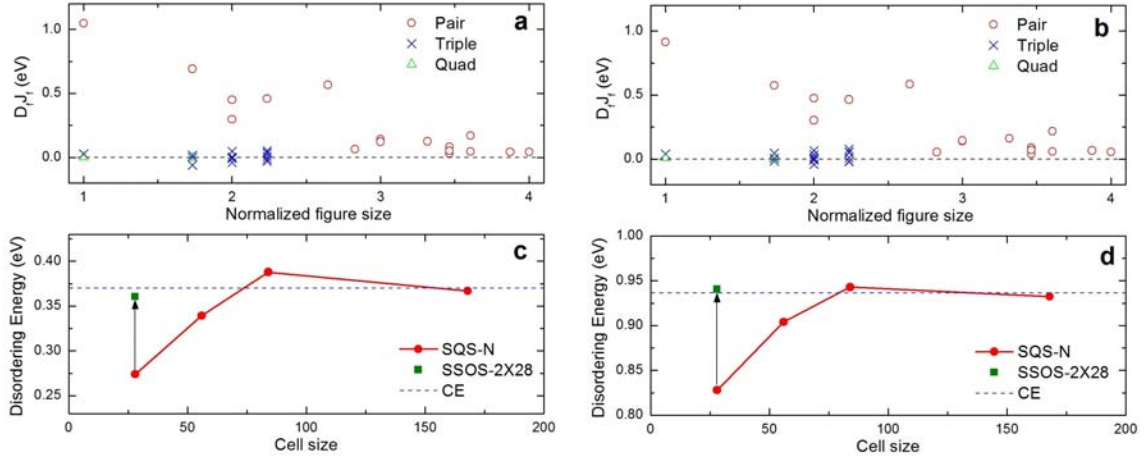 a
Pair
Triple
Quad
D_fJ_f (eV)
1.0
0.5
0.0
1 2 3 4
Normalized figure size
b
Pair
Triple
Quad
D_fJ_f (eV)
1.0
0.5
0.0
1 2 3 4
Normalized figure size
c
Disordering Energy (eV)
0.40
0.35
0.30
0.25
SQS-N
SSOS-2X28
CE
0 50 100 150 200
Cell size
d
Disordering Energy (eV)
1.00
0.95
0.90
0.85
0.80
SQS-N
SSOS-2X28
CE
0 50 100 150 200
Cell size